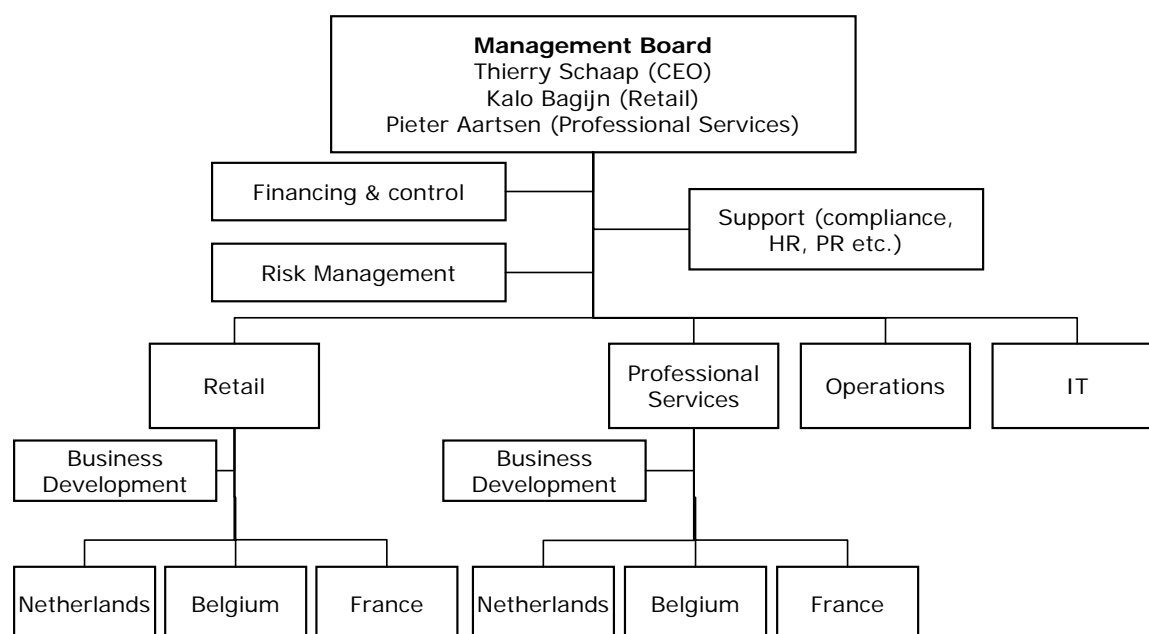 Management Board
Thierry Schaap (CEO)
Kalo Bagijn (Retail)
Pieter Aartsen (Professional Services)
Financing & control
Support (compliance,
HR, PR etc.)
Risk Management
Retail
Professional
Services
Operations
IT
Business
Development
Business
Development
Netherlands
Belgium
France
Netherlands
Belgium
France